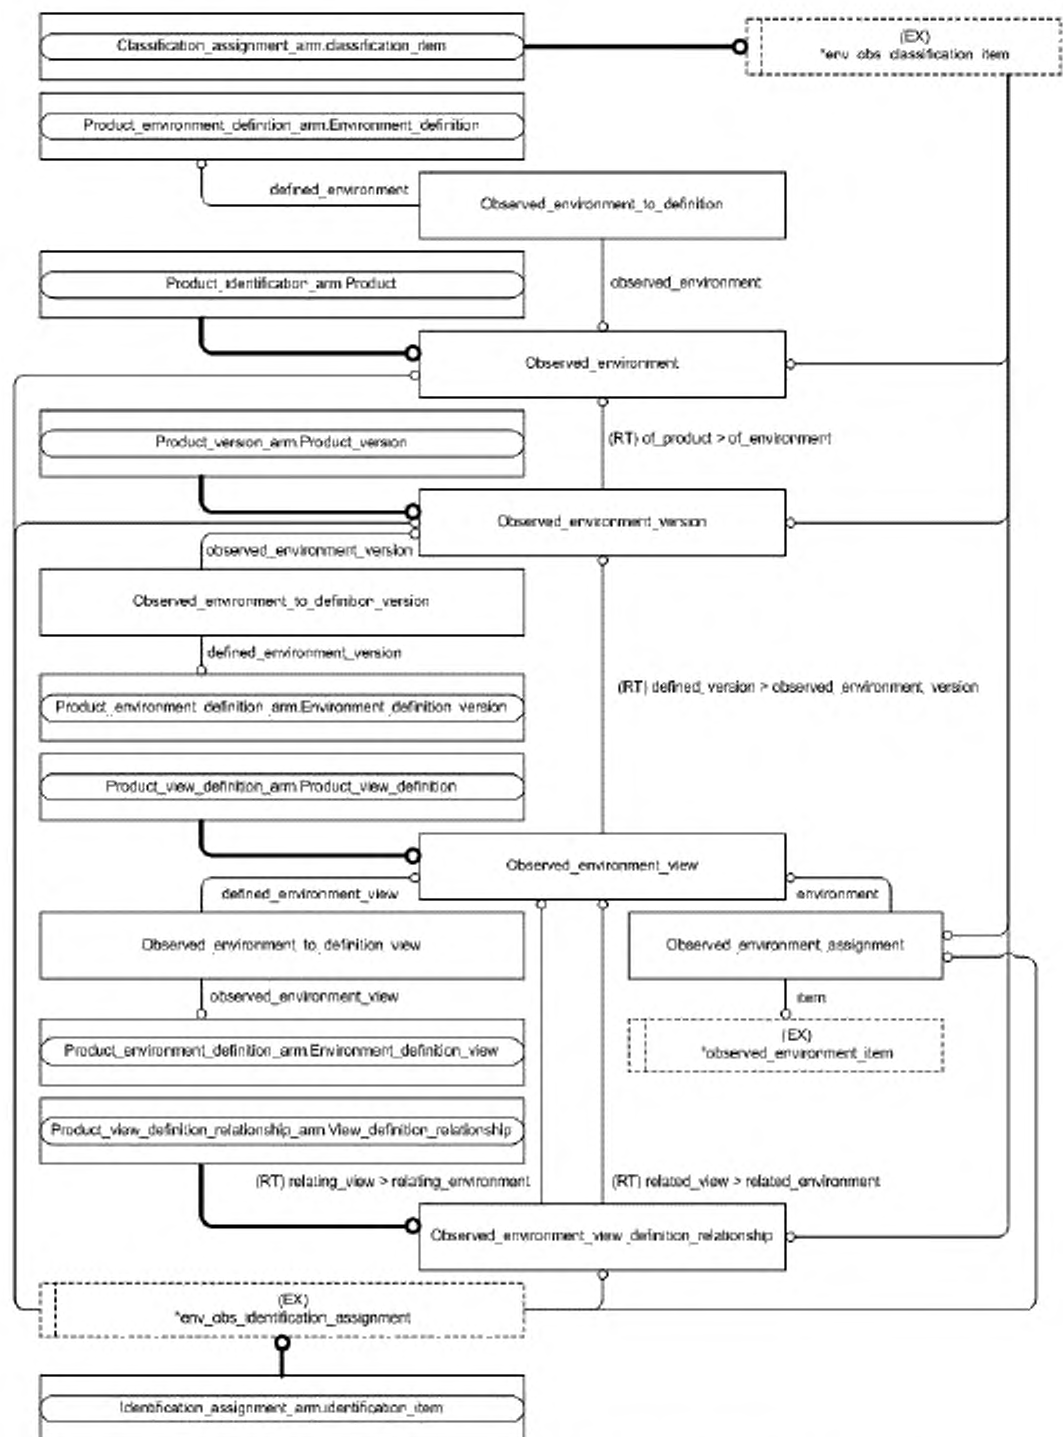 Classification_assignment_arm.classification_item
(EX)
*env_obs_classification_item
Product_environment_definition_arm.Environment_definition
defined_environment
Observed_environment_to_definition
Product_identification_arm.Product
observed_environment
Observed_environment
Product_version_arm.Product_version
(RT) of_product > of_environment
Observed_environment_version
observed_environment_version
Observed_environment_to_definition_version
defined_environment_version
(RT) defined_version > observed_environment_version
Product_environment_definition_arm.Environment_definition_version
Product_view_definition_arm.Product_view_definition
Observed_environment_view
defined_environment_view
environment
Observed_environment_to_definition_view
Observed_environment_assignment
observed_environment_view
item
(EX)
*observed_environment_item
Product_environment_definition_arm.Environment_definition_view
Product_view_definition_relationship_arm.View_definition_relationship
(RT) relating_view > relating_environment
(RT) related_view > related_environment
Observed_environment_view_definition_relationship
(EX)
*env_obs_identification_assignment
Identification_assignment_arm.identification_item